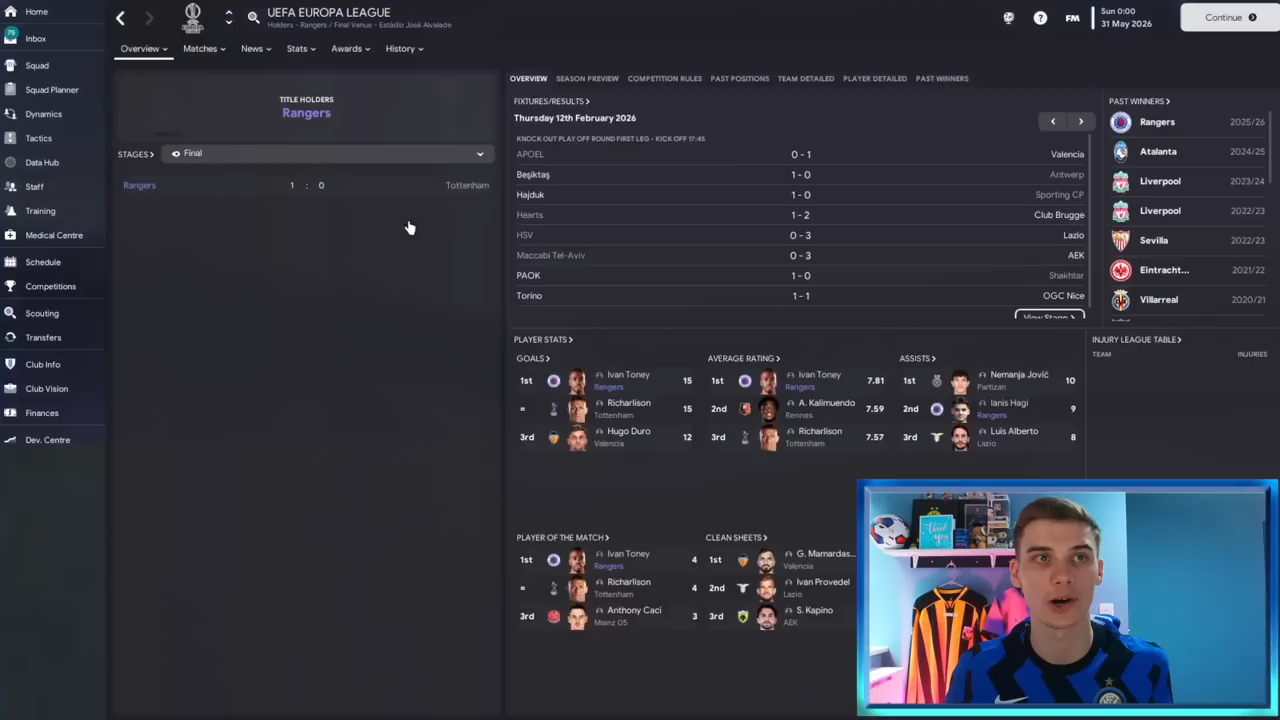 Home
Inbox
75
Squad
Squad Planner
Dynamics
Tactics
Data Hub
Staff
Training
Medical Centre
Schedule
Competitions
Scouting
Transfers
Club Info
Club Vision
Finances
Dev. Centre
UEFA EUROPA LEAGUE
Holders - Rangers / Final Venue - Estádio José Alvalade
FM
Sun 0:00
31 May 2026
Continue
Overview
Matches
News
Stats
Awards
History
TITLE HOLDERS
Rangers
STAGES
Final
Rangers 1 : 0 Tottenham
OVERVIEW SEASON PREVIEW COMPETITION RULES PAST POSITIONS TEAM DETAILED PLAYER DETAILED PAST WINNERS
FIXTURES/RESULTS
Thursday 12th February 2026
KNOCK OUT PLAY OFF ROUND FIRST LEG - KICK OFF 17:45
APOEL 0 - 1 Valencia
Beşiktaş 1 - 0 Antwerp
Hajduk 1 - 0 Sporting CP
Hearts 1 - 2 Club Brugge
HSV 0 - 3 Lazio
Maccabi Tel-Aviv 0 - 3 AEK
PAOK 1 - 0 Shakhtar
Torino 1 - 1 OGC Nice
View Stage
PAST WINNERS
Rangers 2025/26
Atalanta 2024/25
Liverpool 2023/24
Liverpool 2022/23
Sevilla 2022/23
Eintracht... 2021/22
Villarreal 2020/21
PLAYER STATS
GOALS
1st Ivan Toney 15
Rangers
= Richarlison 15
Tottenham
3rd Hugo Duro 12
Valencia
AVERAGE RATING
1st Ivan Toney 7.81
Rangers
2nd A. Kalimuendo 7.59
Rennes
3rd Richarlison 7.57
Tottenham
ASSISTS
1st Nemanja Jović 10
Partizan
2nd Ianis Hagi 9
Rangers
3rd Luis Alberto 8
Lazio
INJURY LEAGUE TABLE
TEAM INJURIES
PLAYER OF THE MATCH
1st Ivan Toney 4
Rangers
= Richarlison 4
Tottenham
3rd Anthony Caci 3
Mainz 05
CLEAN SHEETS
1st G. Mamardas...
Valencia
2nd Ivan Provedel
Lazio
3rd S. Kapino
AEK